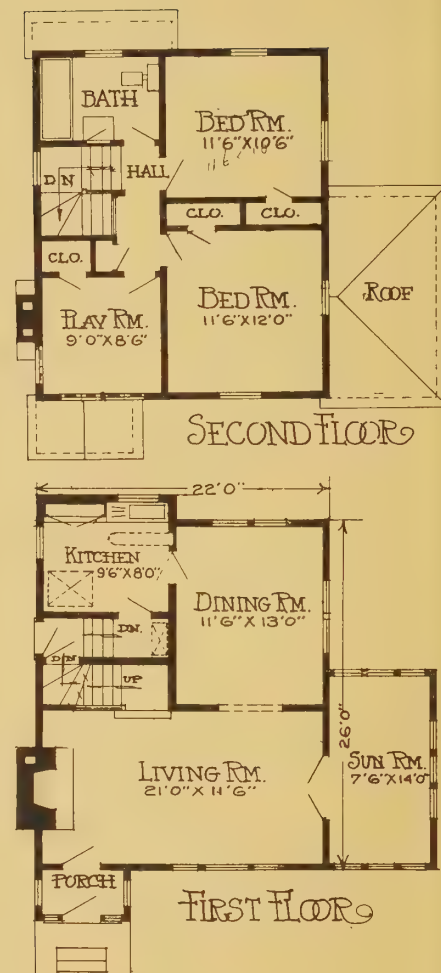 BATH
BED RM.
11'6"X10'6"
11'6"
DN
HALL
CLO.
CLO.
CLO.
BED RM.
11'6"X12'0"
ROOF
PLAY RM.
9'0"X8'6"
SECOND FLOOR
22'0"
KITCHEN
9'6"X8'0"
DINING RM.
11'6"X13'0"
DN.
DN
UP
26'0"
LIVING RM.
21'0"X11'6"
SUN RM.
7'6"X14'0"
PORCH
FIRST FLOOR